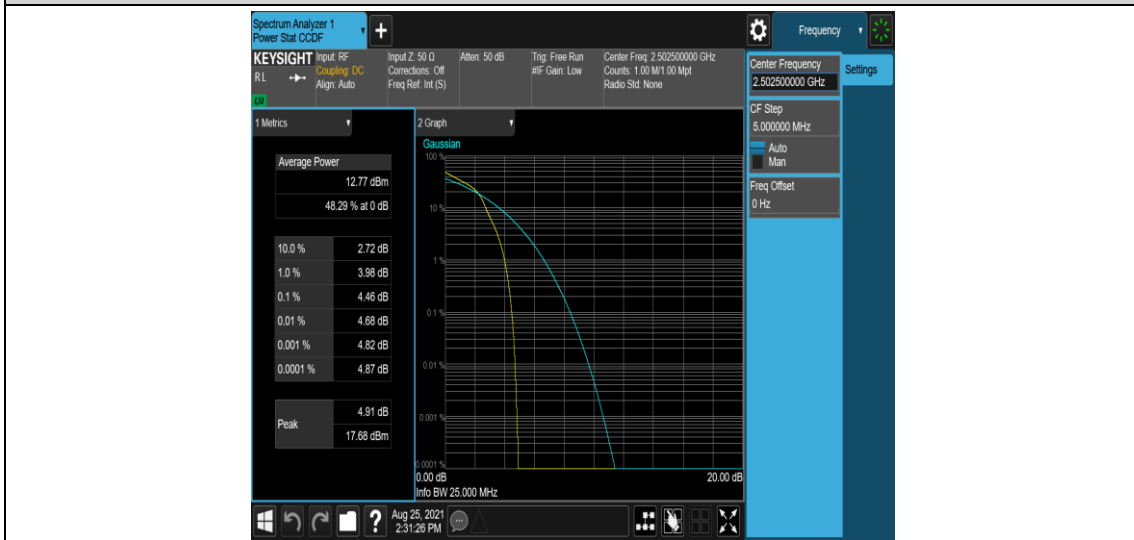 Spectrum Analyzer 1
Power Stat CCDF
Frequency
KEYSIGHT
RL
LXI
Input: RF
Coupling: DC
Align: Auto
Input Z: 50 Ω
Corrections: Off
Freq Ref: Int (S)
Atten: 50 dB
Trig: Free Run
#IF Gain: Low
Center Freq: 2.502500000 GHz
Counts: 1.00 M/1.00 Mpt
Radio Std: None
Center Frequency
2.502500000 GHz
Settings
CF Step
5.000000 MHz
Auto
Man
Freq Offset
0 Hz
1 Metrics
Average Power
12.77 dBm
48.29 % at 0 dB
10.0 % 2.72 dB
1.0 % 3.98 dB
0.1 % 4.46 dB
0.01 % 4.68 dB
0.001 % 4.82 dB
0.0001 % 4.87 dB
Peak
4.91 dB
17.68 dBm
2 Graph
Gaussian
100 %
10 %
1 %
0.1 %
0.01 %
0.001 %
0.0001 %
0.00 dB 20.00 dB
Info BW 25.000 MHz
?
Aug 25, 2021
2:31:26 PM